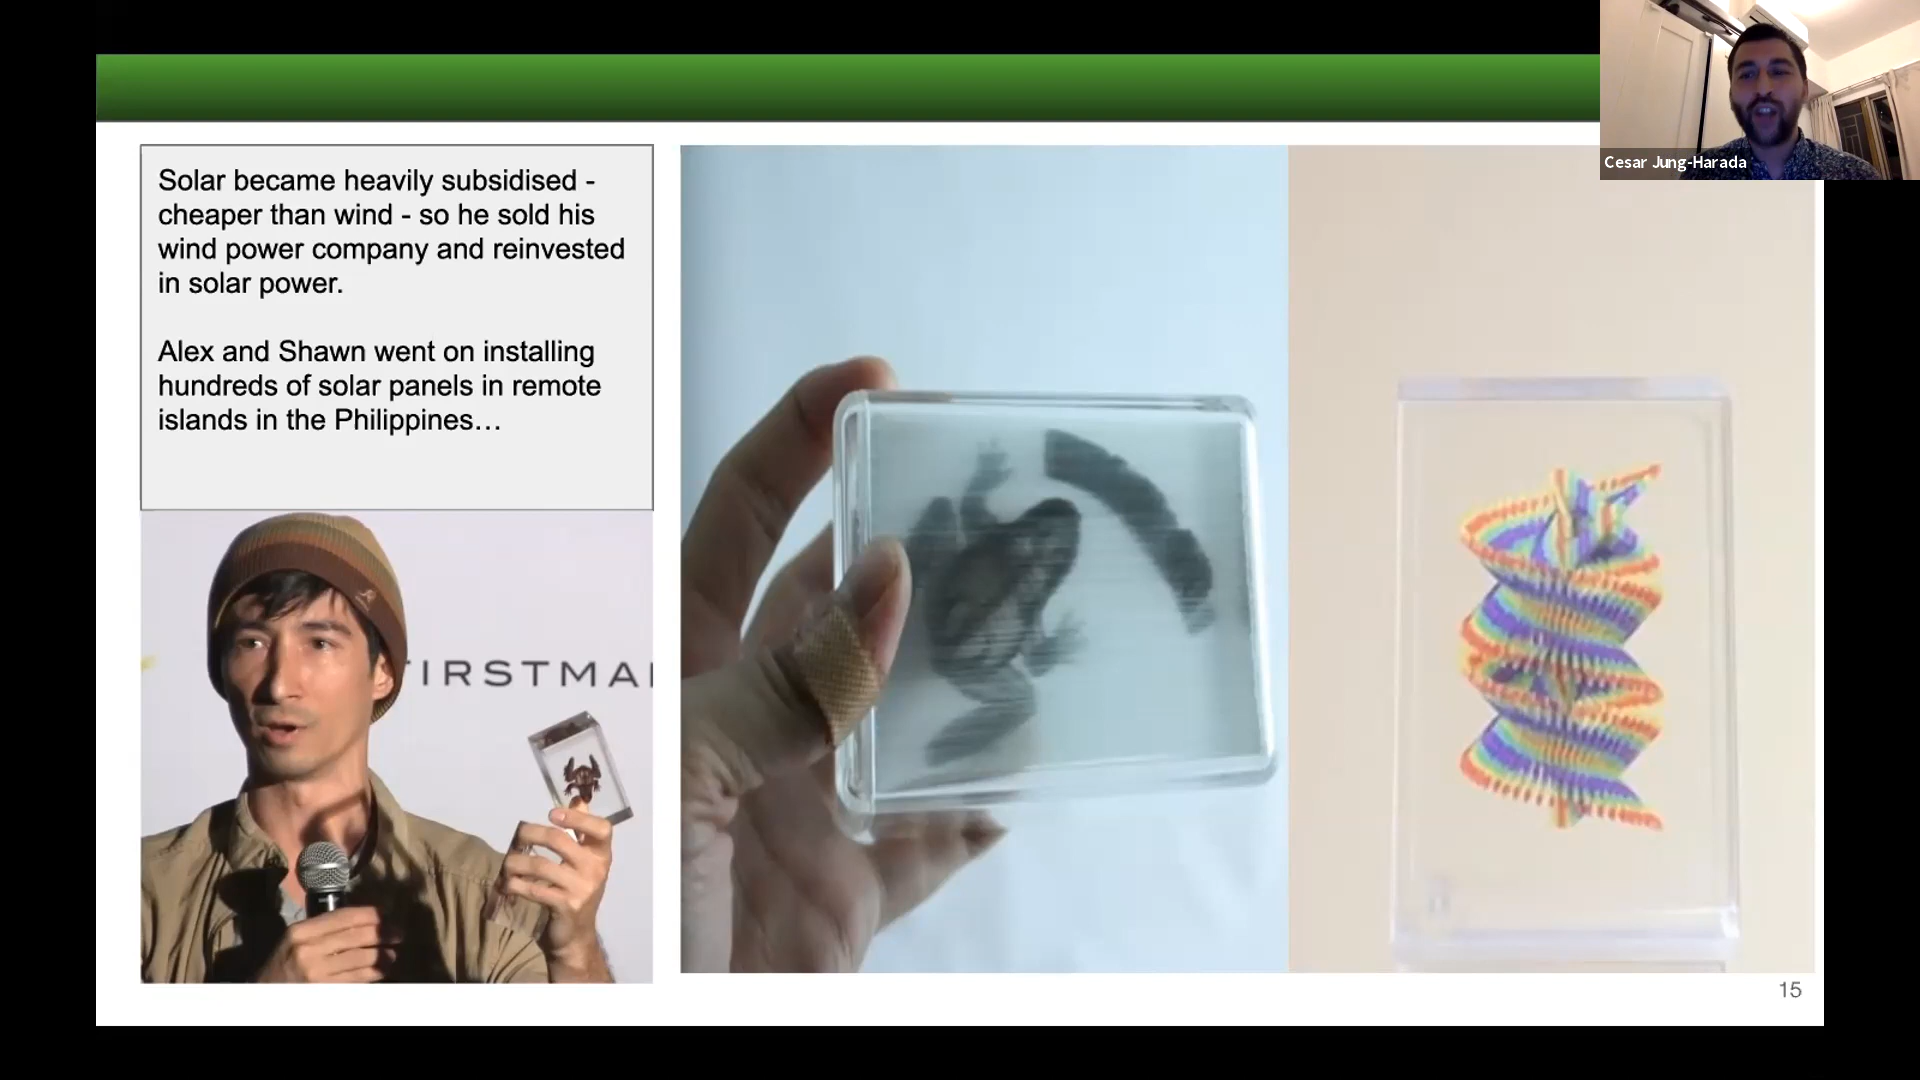 Cesar Jung-Harada
Solar became heavily subsidised -
cheaper than wind - so he sold his
wind power company and reinvested
in solar power.
Alex and Shawn went on installing
hundreds of solar panels in remote
islands in the Philippines…
FIRSTMA
15